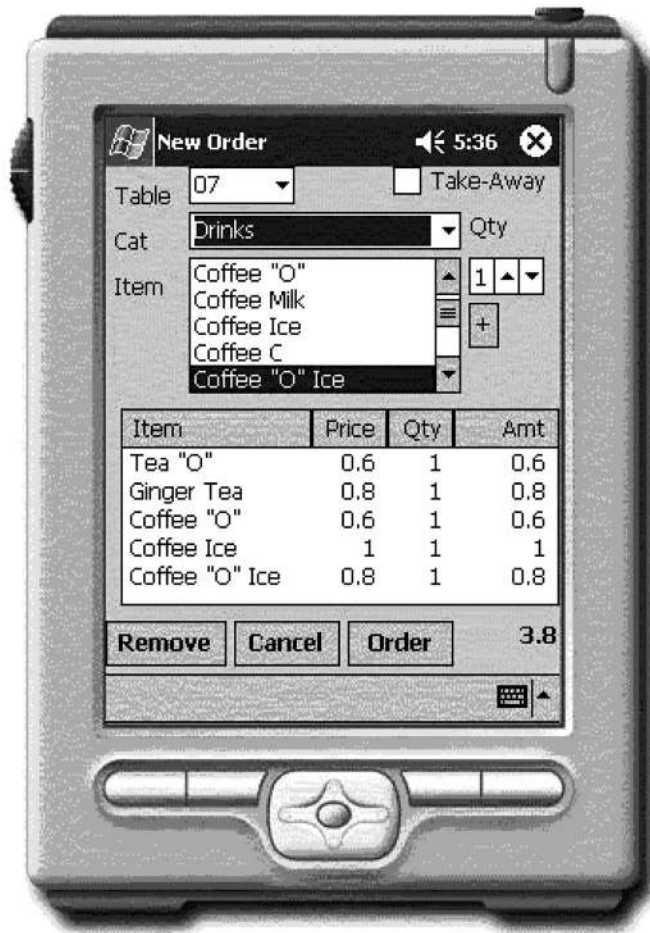 New Order 5:36
Table 07 Take-Away
Cat Drinks Qty
Item Coffee "O" 1
Coffee Milk
Coffee Ice +
Coffee C
Coffee "O" Ice
Item Price Qty Amt
Tea "O" 0.6 1 0.6
Ginger Tea 0.8 1 0.8
Coffee "O" 0.6 1 0.6
Coffee Ice 1 1 1
Coffee "O" Ice 0.8 1 0.8
Remove Cancel Order 3.8